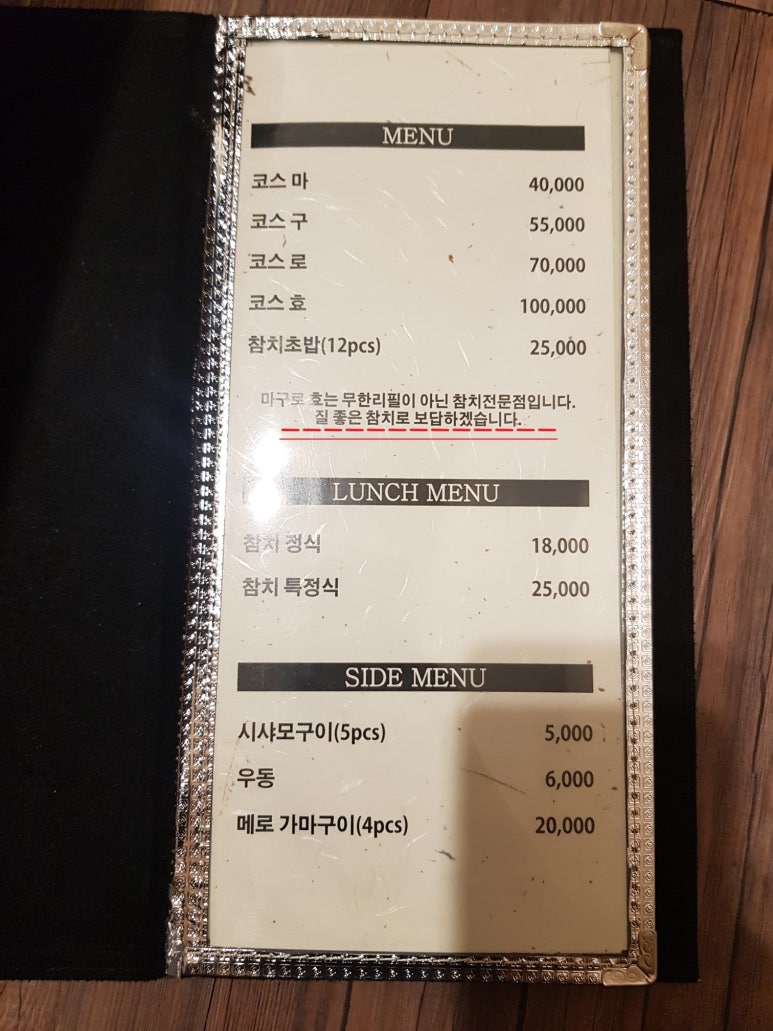 MENU
코스 마 40,000
코스 구 55,000
코스 로 70,000
코스 효 100,000
참치초밥(12pcs) 25,000
마구로 효는 무한리필이 아닌 참치전문점입니다.
질 좋은 참치로 보답하겠습니다.
LUNCH MENU
참치 정식 18,000
참치 특정식 25,000
SIDE MENU
시샤모구이(5pcs) 5,000
우동 6,000
메로 가마구이(4pcs) 20,000